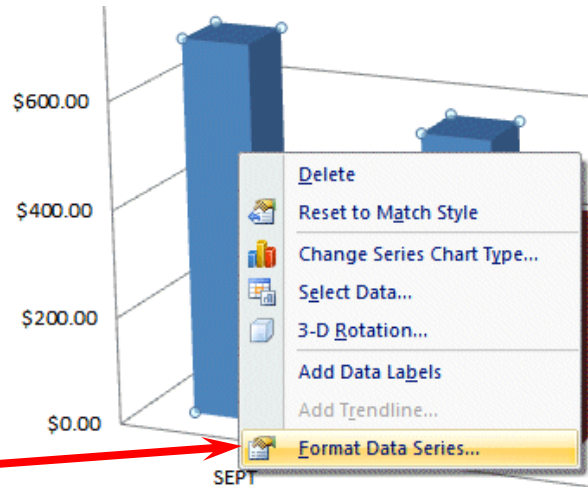 $600.00
$400.00
$200.00
$0.00
SEPT
Delete
Reset to Match Style
Change Series Chart Type...
Select Data...
3-D Rotation...
Add Data Labels
Add Trendline...
Format Data Series...